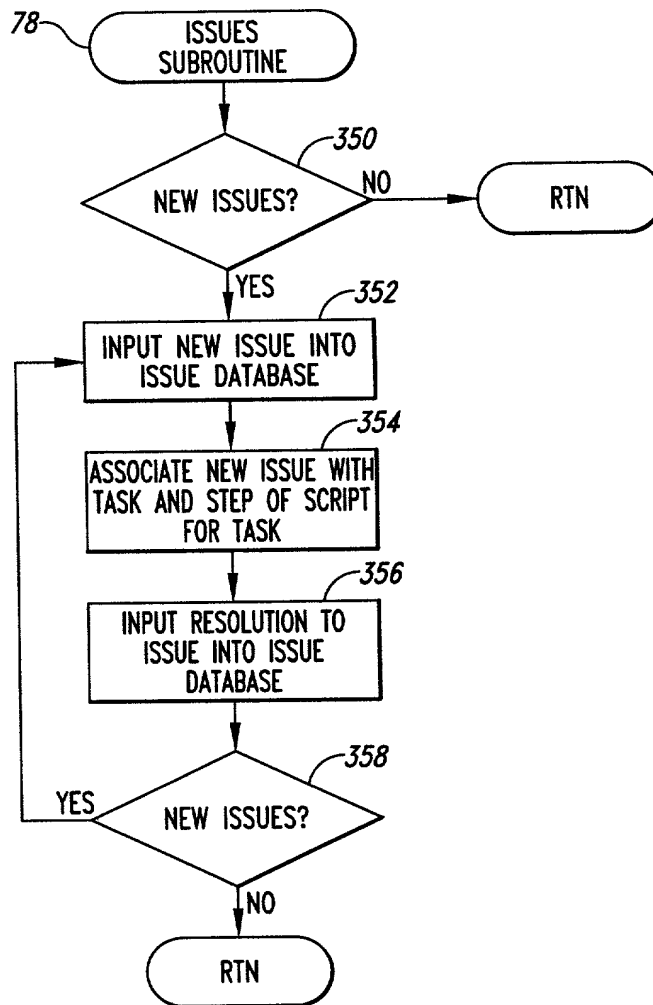 78
ISSUES
SUBROUTINE
350
NEW ISSUES?
NO
RTN
YES
352
INPUT NEW ISSUE INTO
ISSUE DATABASE
354
ASSOCIATE NEW ISSUE WITH
TASK AND STEP OF SCRIPT
FOR TASK
356
INPUT RESOLUTION TO
ISSUE INTO ISSUE
DATABASE
358
YES
NEW ISSUES?
NO
RTN